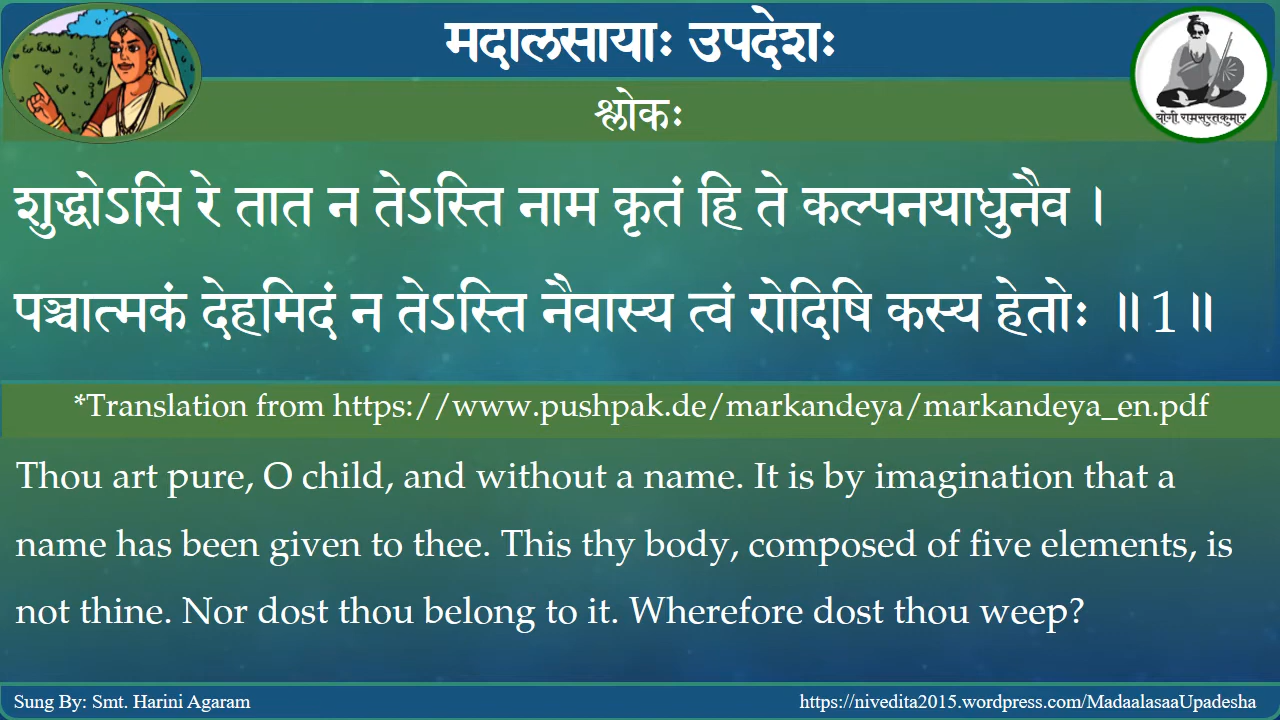 मदालसायाः उपदेशः
श्लोकः
योगी रामसुरतकुमार
शुद्धोऽसि रे तात न तेऽस्ति नाम कृतं हि ते कल्पनयाधुनैव ।
पञ्चात्मकं देहमिदं न तेऽस्ति नैवास्य त्वं रोदिषि कस्य हेतोः ॥1॥
*Translation from https://www.pushpak.de/markandeya/markandeya_en.pdf
Thou art pure, O child, and without a name. It is by imagination that a
name has been given to thee. This thy body, composed of five elements, is
not thine. Nor dost thou belong to it. Wherefore dost thou weep?
Sung By: Smt. Harini Agaram
https://nivedita2015.wordpress.com/MadaalasaaUpadesha